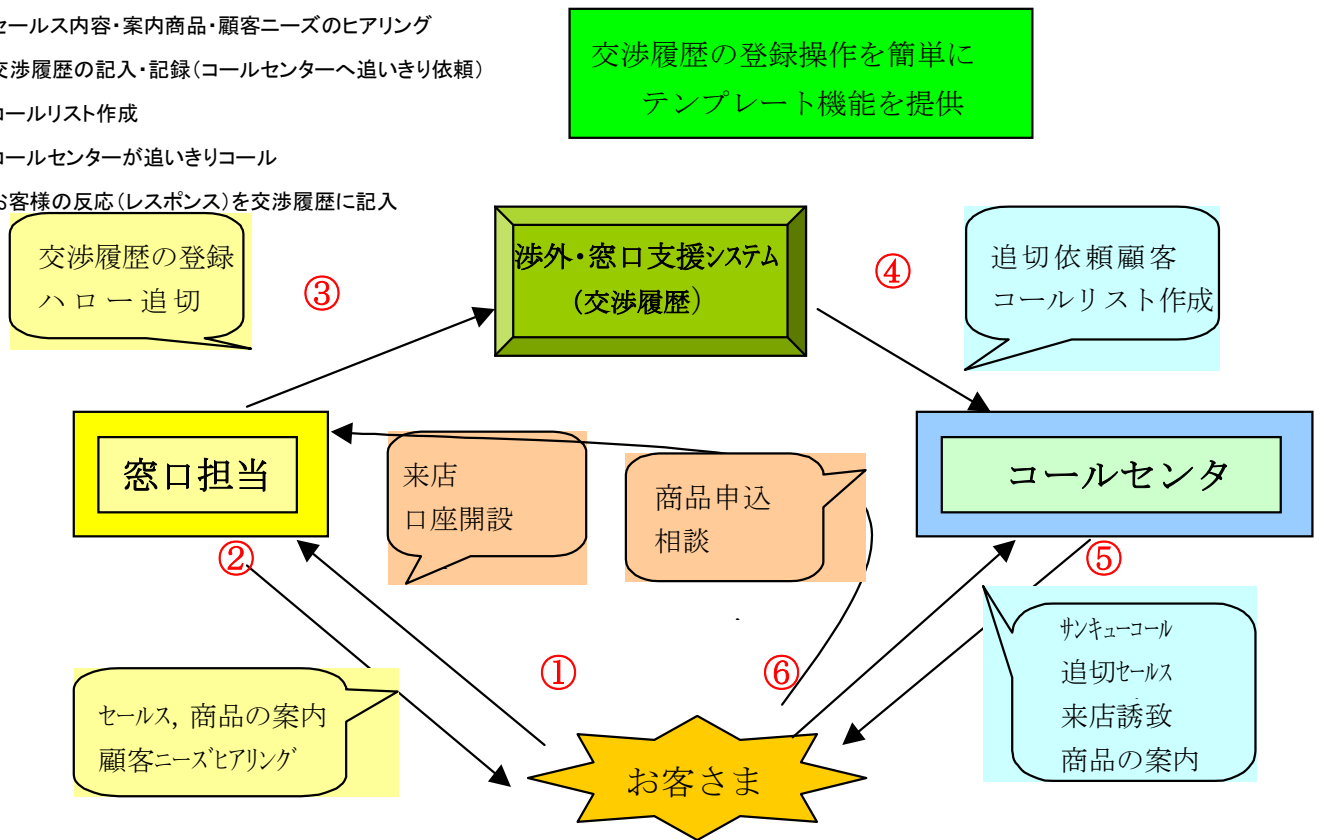 セールス内容・案内商品・顧客ニーズのヒアリング
交渉履歴の記入・記録(コールセンターへ追いきり依頼)
コールリスト作成
コールセンターが追いきりコール
お客様の反応(レスポンス)を交渉履歴に記入
交渉履歴の登録操作を簡単に
テンプレート機能を提供
交渉履歴の登録
ハロー追切
③
渉外・窓口支援システム
(交渉履歴)
④
追切依頼顧客
コールリスト作成
窓口担当
来店
口座開設
商品申込
相談
コールセンタ
②
⑤
サンキューコール
追切セールス
来店誘致
商品の案内
①
⑥
セールス,商品の案内
顧客ニーズヒアリング
お客さま